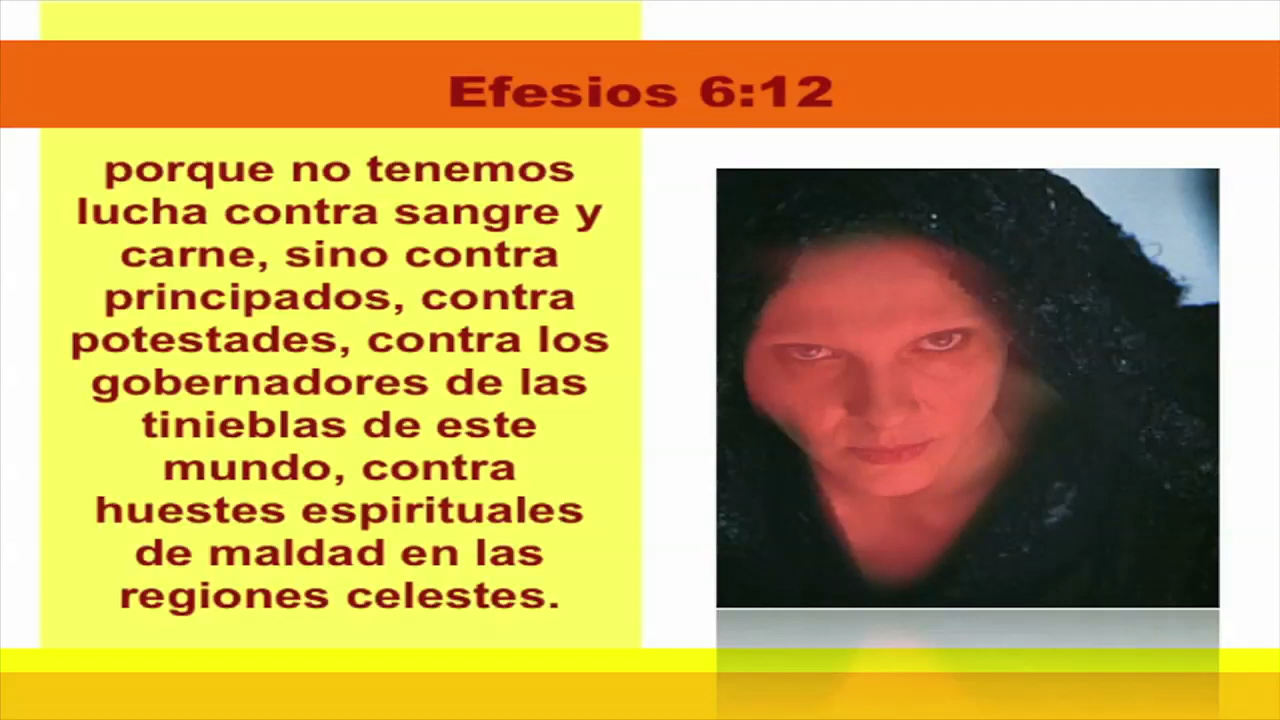 Efesios 6:12
porque no tenemos
lucha contra sangre y
carne, sino contra
principados, contra
potestades, contra los
gobernadores de las
tinieblas de este
mundo, contra
huestes espirituales
de maldad en las
regiones celestes.